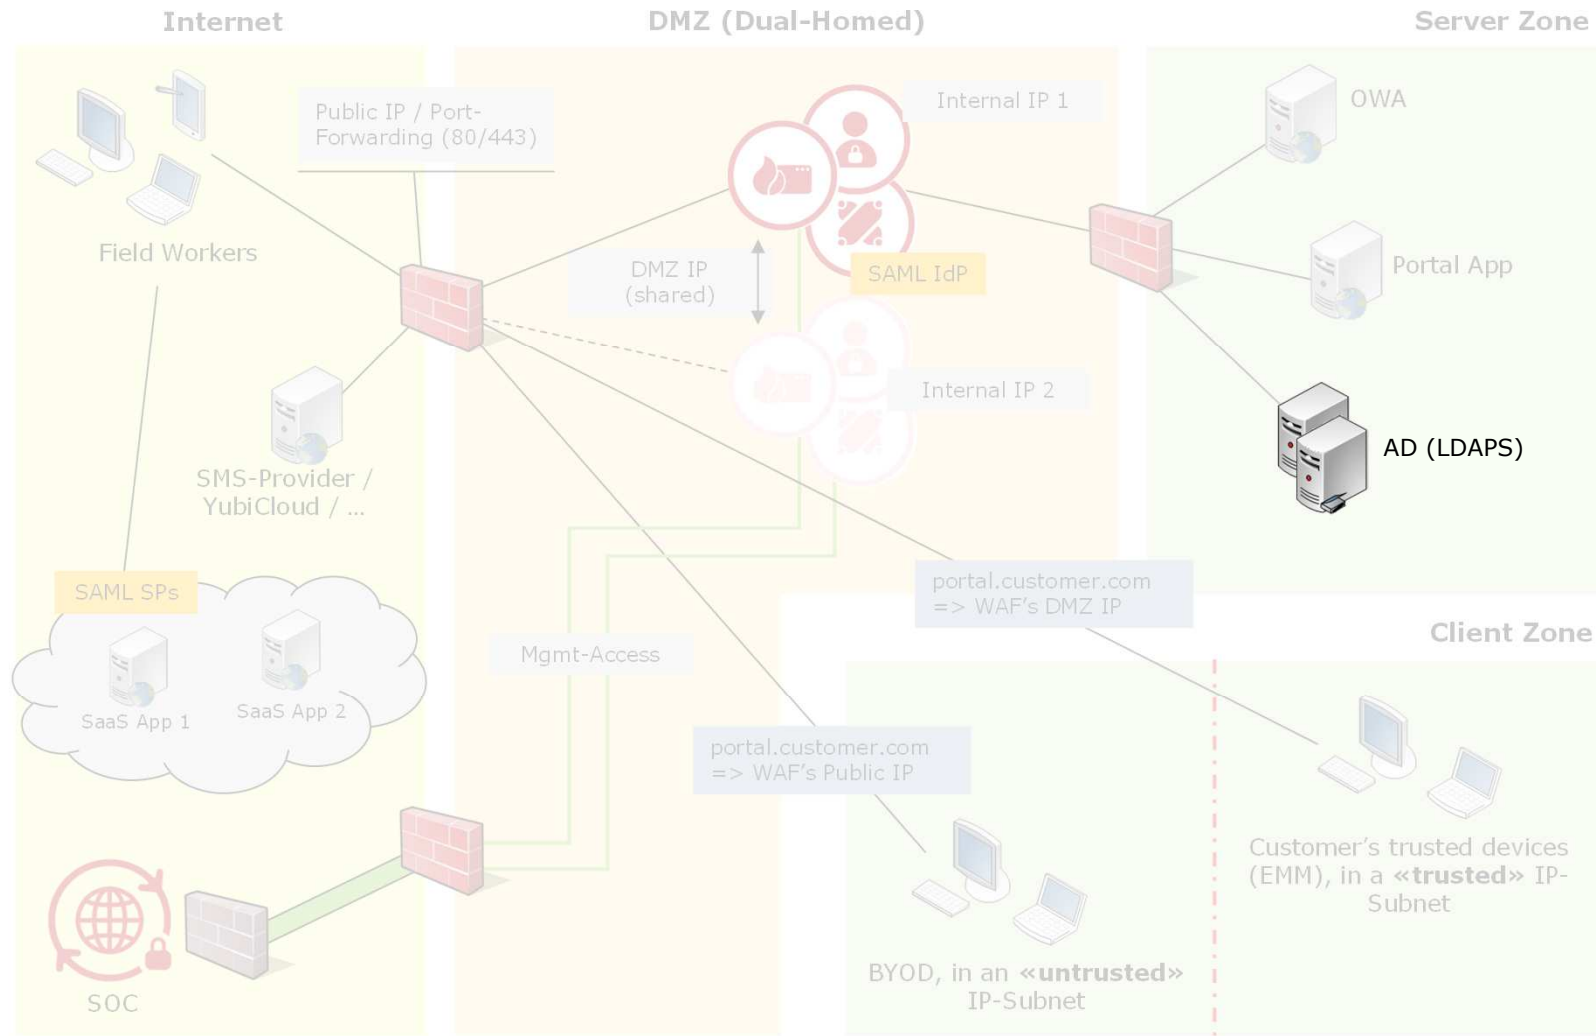 Internet
DMZ (Dual-Homed)
Server Zone
Public IP / Port-
Forwarding (80/443)
Internal IP 1
OWA
Field Workers
DMZ IP
(shared)
SAML IdP
Portal App
Internal IP 2
AD (LDAPS)
SMS-Provider /
YubiCloud / ...
SAML SPs
portal.customer.com
=> WAF's DMZ IP
Client Zone
Mgmt-Access
SaaS App 1
SaaS App 2
portal.customer.com
=> WAF's Public IP
Customer's trusted devices
(EMM), in a «trusted» IP-
Subnet
BYOD, in an «untrusted»
IP-Subnet
SOC